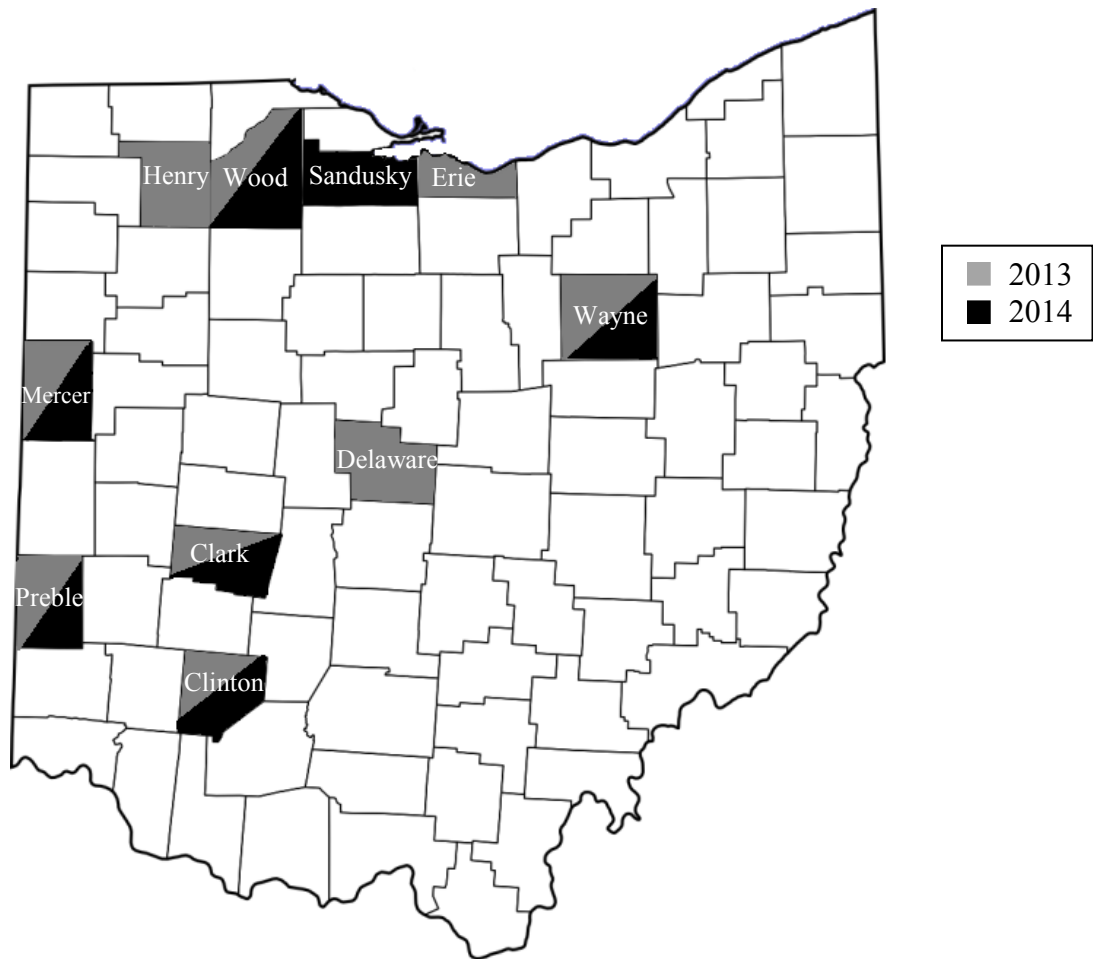 Henry Wood Sandusky Erie
2013
2014
Wayne
Mercer
Delaware
Clark
Preble
Clinton